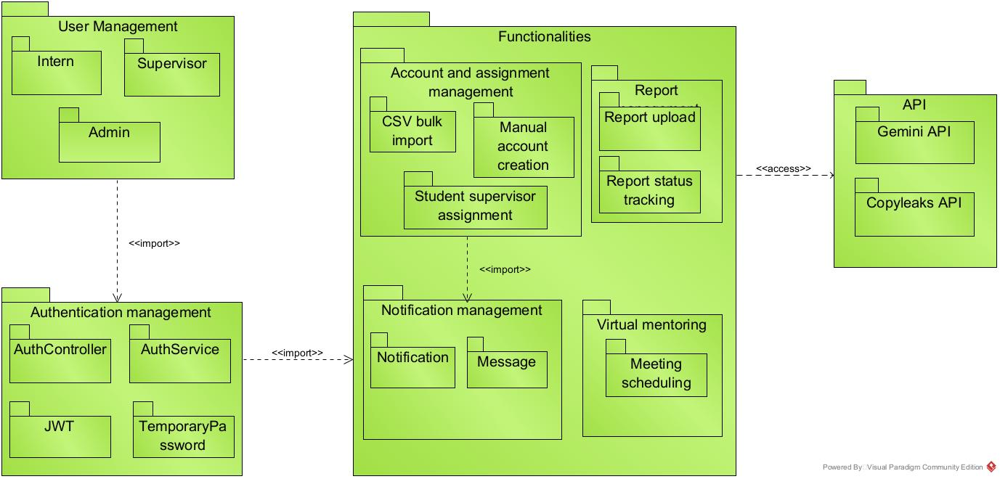 User Management
Intern
Supervisor
Admin
<<import>>
Authentication management
AuthController
AuthService
JWT
TemporaryPa
ssword
<<import>>
Functionalities
Account and assignment
management
CSV bulk
import
Manual
account
creation
Student supervisor
assignment
Report
management
Report upload
Report status
tracking
<<import>>
Notification management
Notification
Message
Virtual mentoring
Meeting
scheduling
<<access>>
API
Gemini API
Copyleaks API
Powered By Visual Paradigm Community Edition